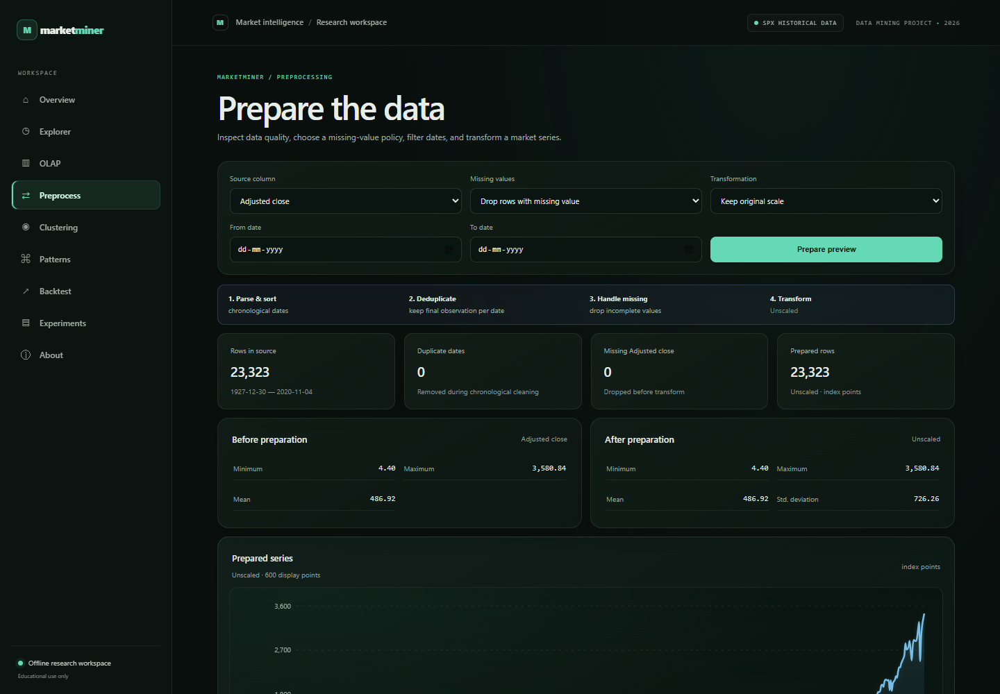 M marketminer
WORKSPACE
Overview
Explorer
OLAP
Preprocess
Clustering
Patterns
Backtest
Experiments
About
Offline research workspace
Educational use only
M Market intelligence / Research workspace
SPX HISTORICAL DATA
DATA MINING PROJECT • 2026
MARKETMINER / PREPROCESSING
Prepare the data
Inspect data quality, choose a missing-value policy, filter dates, and transform a market series.
Source column
Adjusted close
Missing values
Drop rows with missing value
Transformation
Keep original scale
From date
dd-mm-yyyy
To date
dd-mm-yyyy
Prepare preview
1. Parse & sort
chronological dates
2. Deduplicate
keep final observation per date
3. Handle missing
drop incomplete values
4. Transform
Unscaled
Rows in source
23,323
1927-12-30 — 2020-11-04
Duplicate dates
0
Removed during chronological cleaning
Missing Adjusted close
0
Dropped before transform
Prepared rows
23,323
Unscaled · index points
Before preparation
Adjusted close
Minimum 4.40
Maximum 3,580.84
Mean 486.92
After preparation
Unscaled
Minimum 4.40
Maximum 3,580.84
Mean 486.92
Std. deviation 726.26
Prepared series
Unscaled · 600 display points
index points
3,600
2,700
1,800